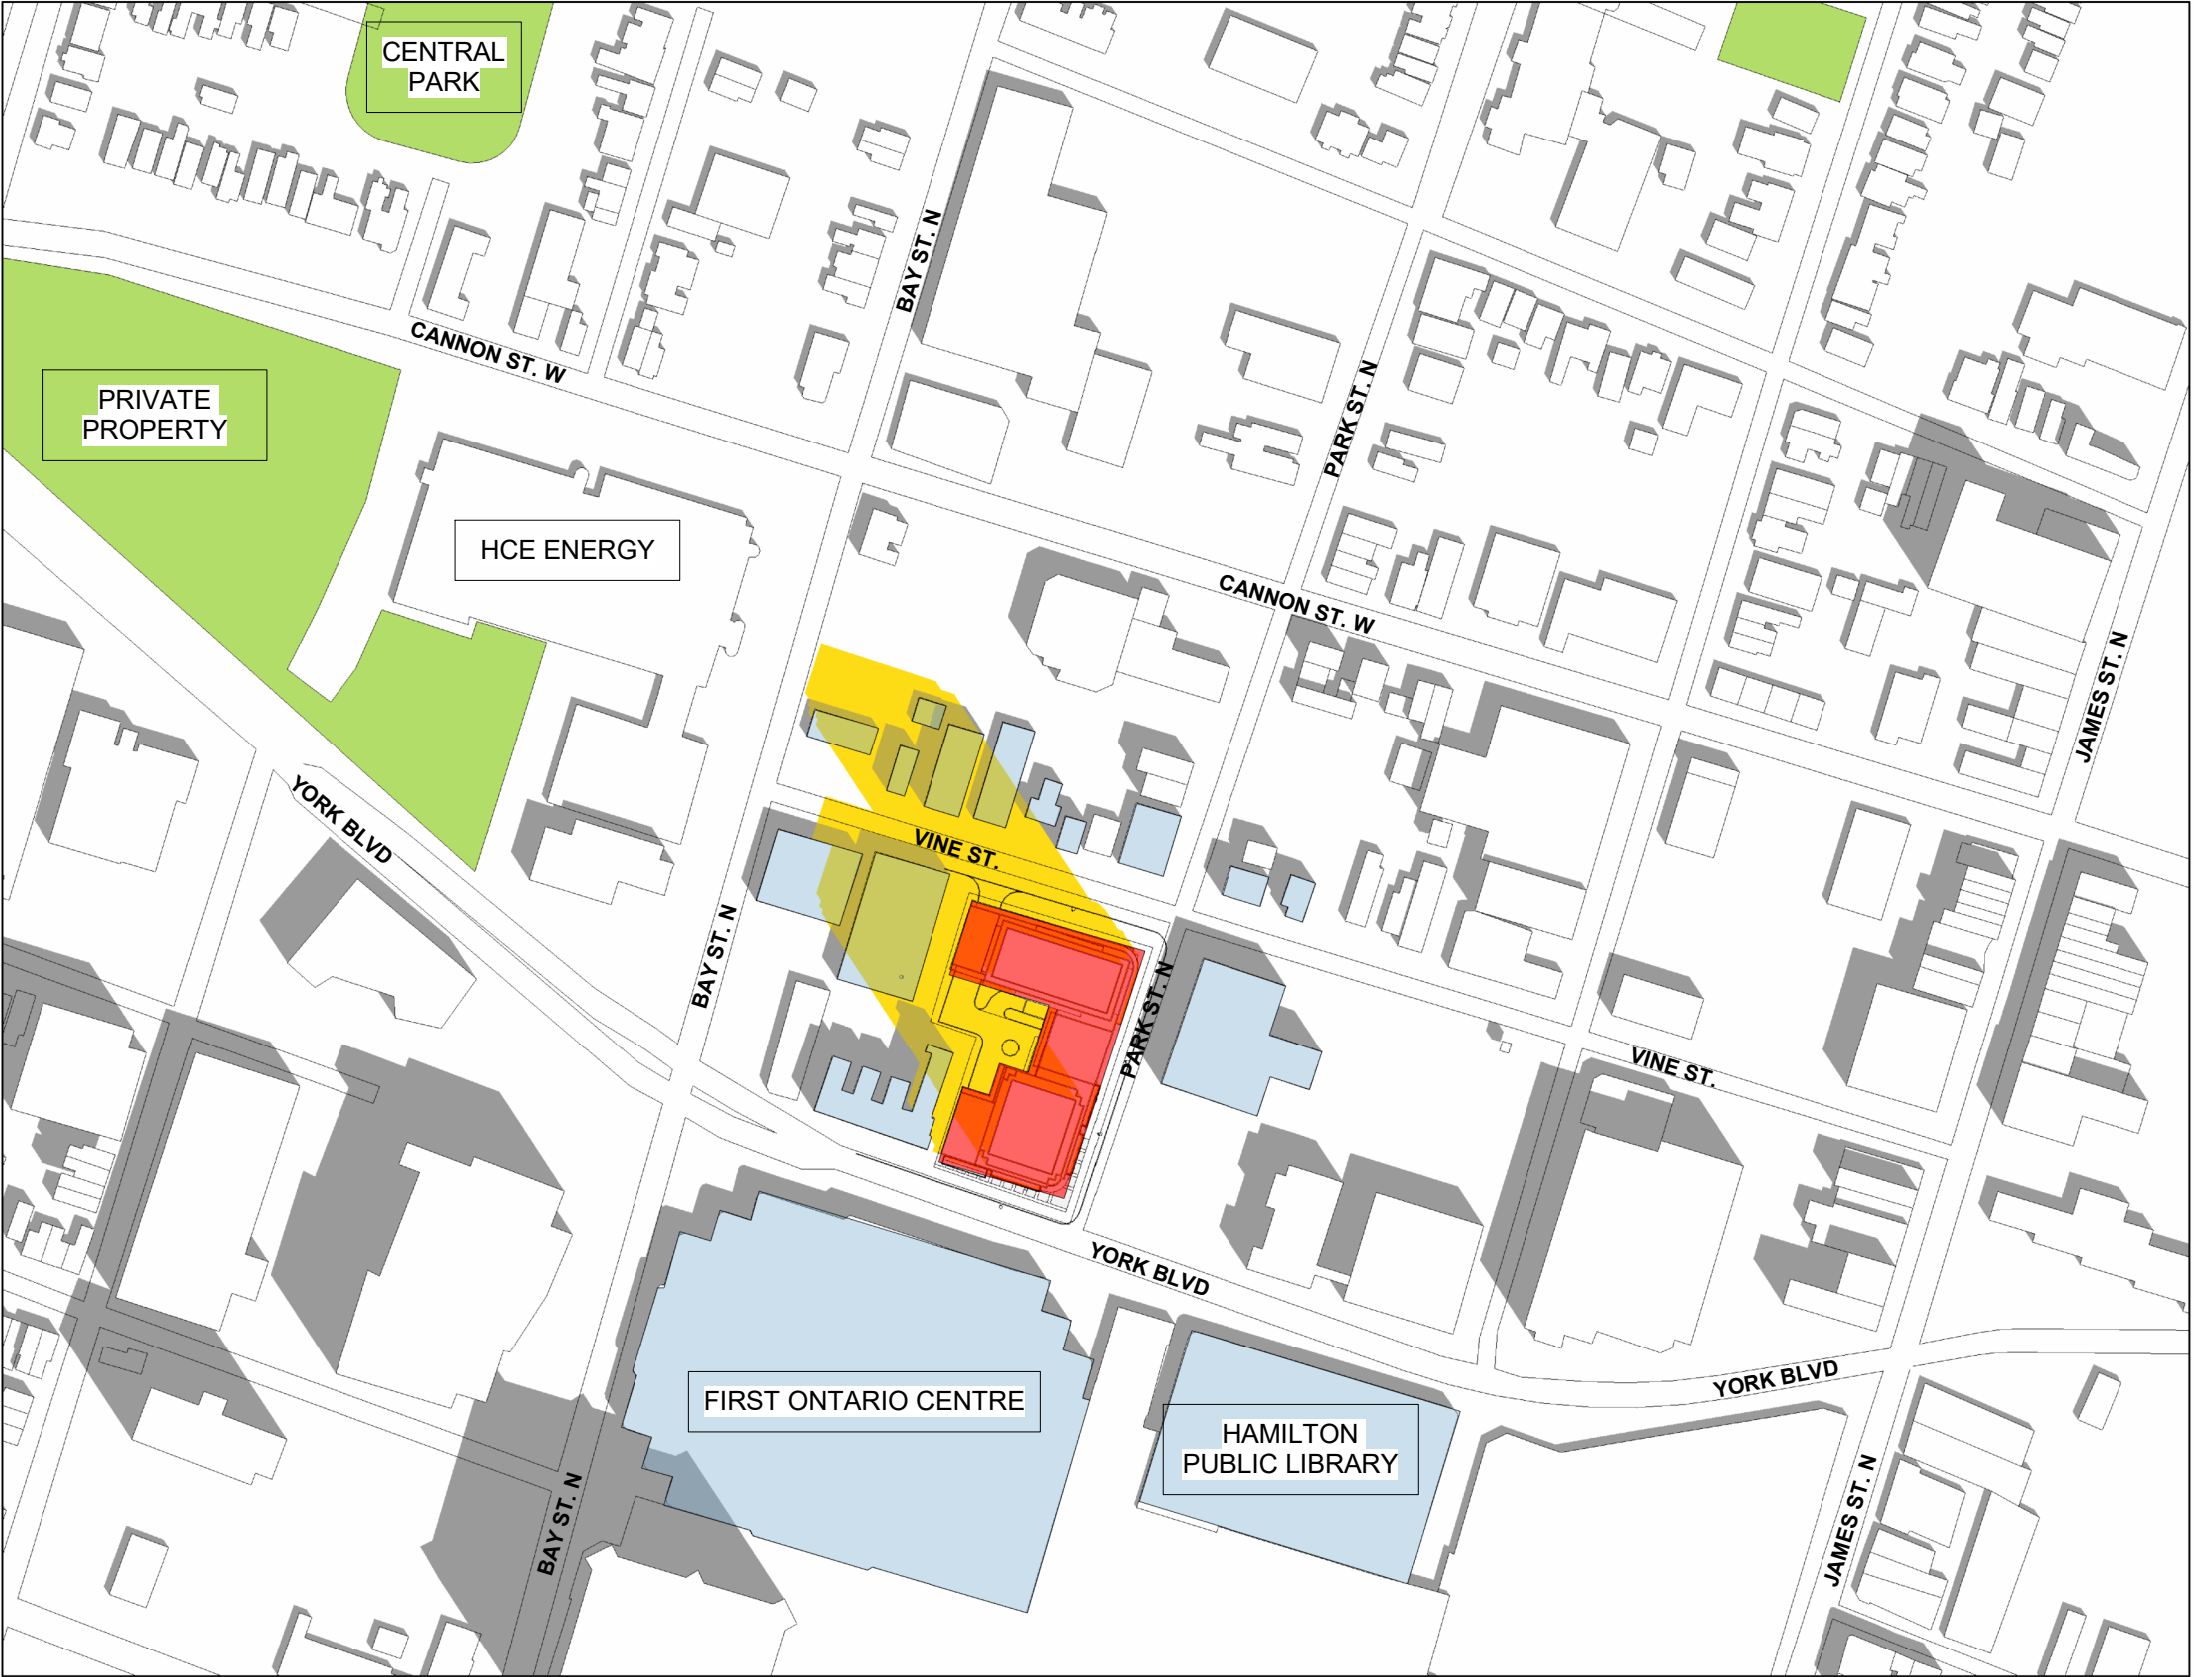 CENTRAL
PARK
BAY ST. N
CANNON ST. W
PRIVATE
PROPERTY
PARK ST. N
HCE ENERGY
CANNON ST. W
JAMES ST. N
YORK BLVD
VINE ST.
BAY ST. N
PARK ST. N
VINE ST.
YORK BLVD
YORK BLVD
FIRST ONTARIO CENTRE
HAMILTON
PUBLIC LIBRARY
BAY ST. N
JAMES ST. N